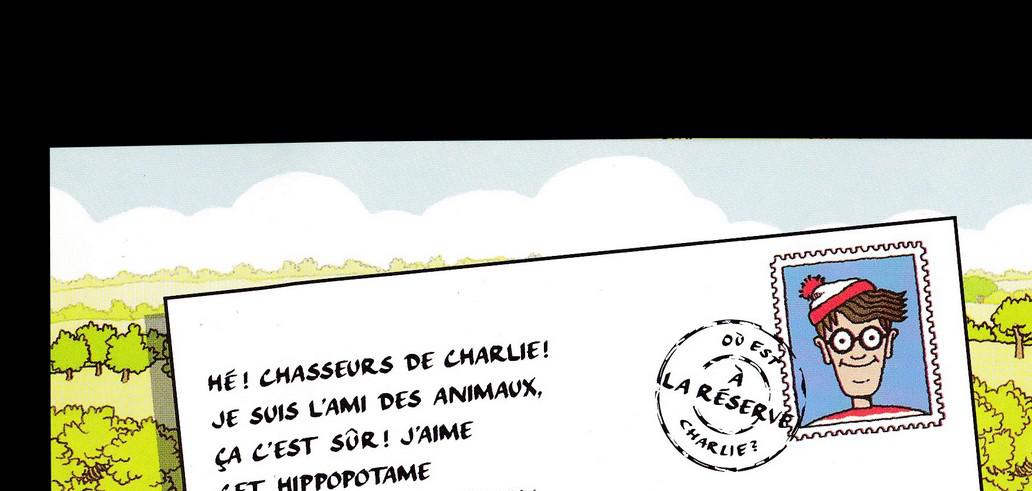 HÉ! CHASSEURS DE CHARLIE!
JE SUIS L'AMI DES ANIMAUX,
ÇA C'EST SÛR! J'AIME
CET HIPPOPOTAME
OÙ EST
À
LA RÉSERVE
CHARLIE?